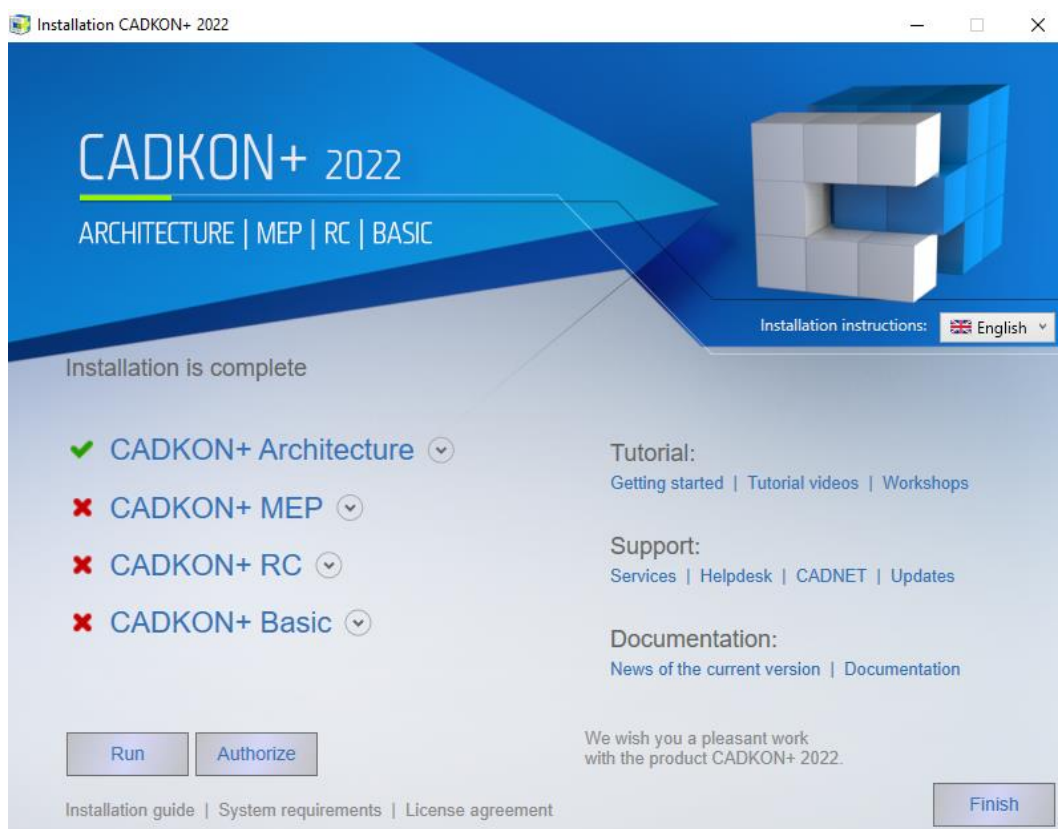 Installation CADKON+ 2022
CADKON+ 2022
ARCHITECTURE | MEP | RC | BASIC
Installation instructions: English
Installation is complete
CADKON+ Architecture
CADKON+ MEP
CADKON+ RC
CADKON+ Basic
Tutorial:
Getting started | Tutorial videos | Workshops
Support:
Services | Helpdesk | CADNET | Updates
Documentation:
News of the current version | Documentation
Run Authorize
We wish you a pleasant work
with the product CADKON+ 2022.
Installation guide | System requirements | License agreement
Finish